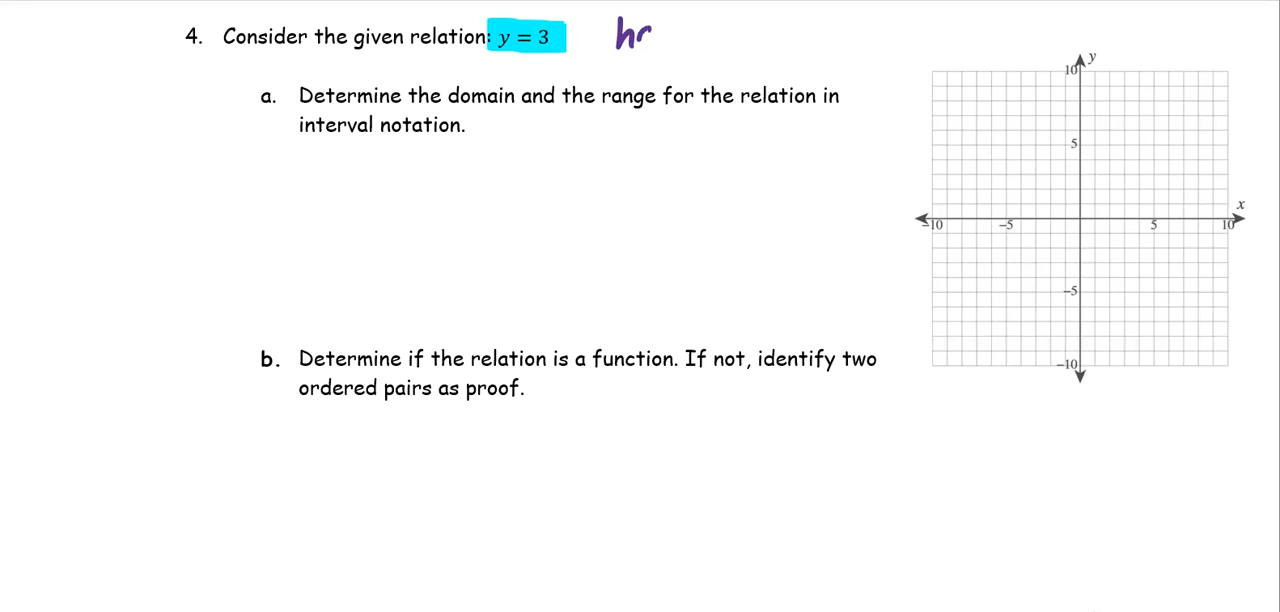 4. Consider the given relation: y = 3 hr
a. Determine the domain and the range for the relation in
interval notation.
b. Determine if the relation is a function. If not, identify two
ordered pairs as proof.
y
10
5
x
-10 -5 5 10
-5
-10